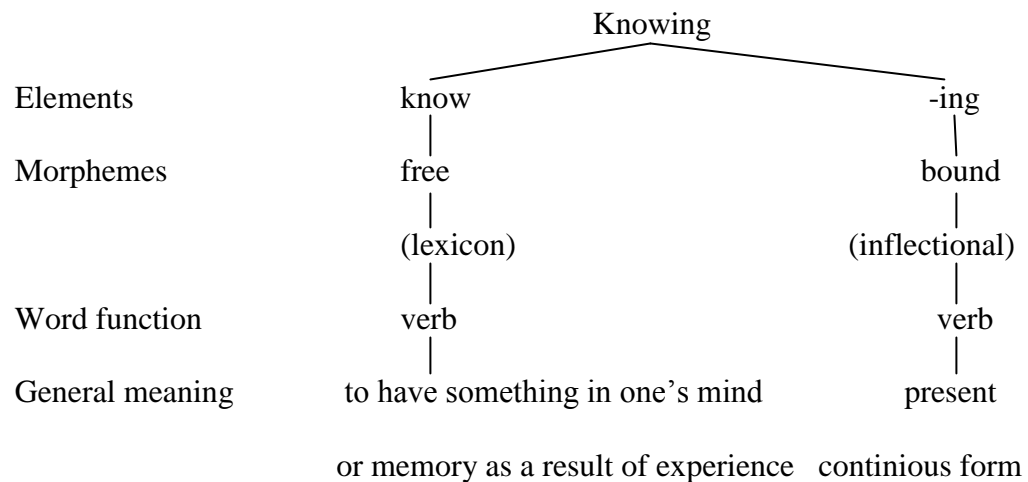 Knowing
Elements know -ing
Morphemes free bound
(lexicon) (inflectional)
Word function verb verb
General meaning to have something in one’s mind present
or memory as a result of experience continious form